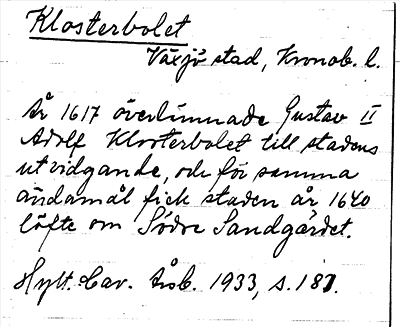 Klosterbolet
Växjö stad, Kronob. l.
År 1617 överlämnade Gustav II
Adolf Klosterbolet till stadens
utvidgande, och för samma
ändamål fick staden år 1640
löfte om Södra Sandgärdet.
Hylt. Cav. Årsb. 1933, s. 187.